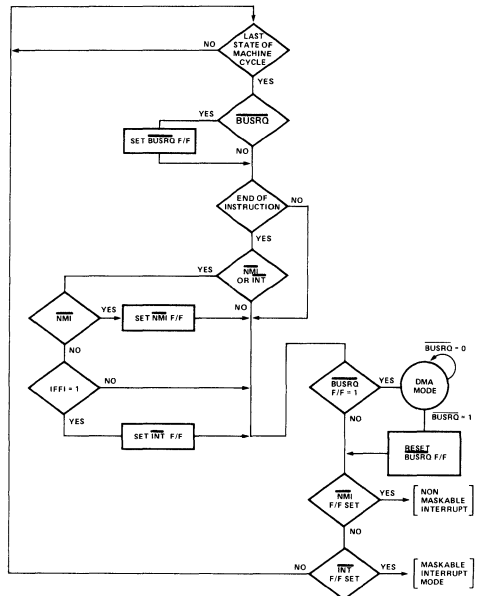 LAST
STATE OF
MACHINE
CYCLE
NO
YES
BUSRQ
YES
SET BUSRQ F/F
NO
END OF
INSTRUCTION
NO
YES
NMI
OR INT
YES
NO
NMI
YES
SET NMI F/F
NO
IFFI = 1
NO
YES
SET INT F/F
BUSRQ
F/F = 1
YES
DMA
MODE
BUSRQ = 0
BUSRQ = 1
RESET
BUSRQ F/F
NO
NMI
F/F SET
YES
NON
MASKABLE
INTERRUPT
NO
INT
F/F SET
NO
YES
MASKABLE
INTERRUPT
MODE